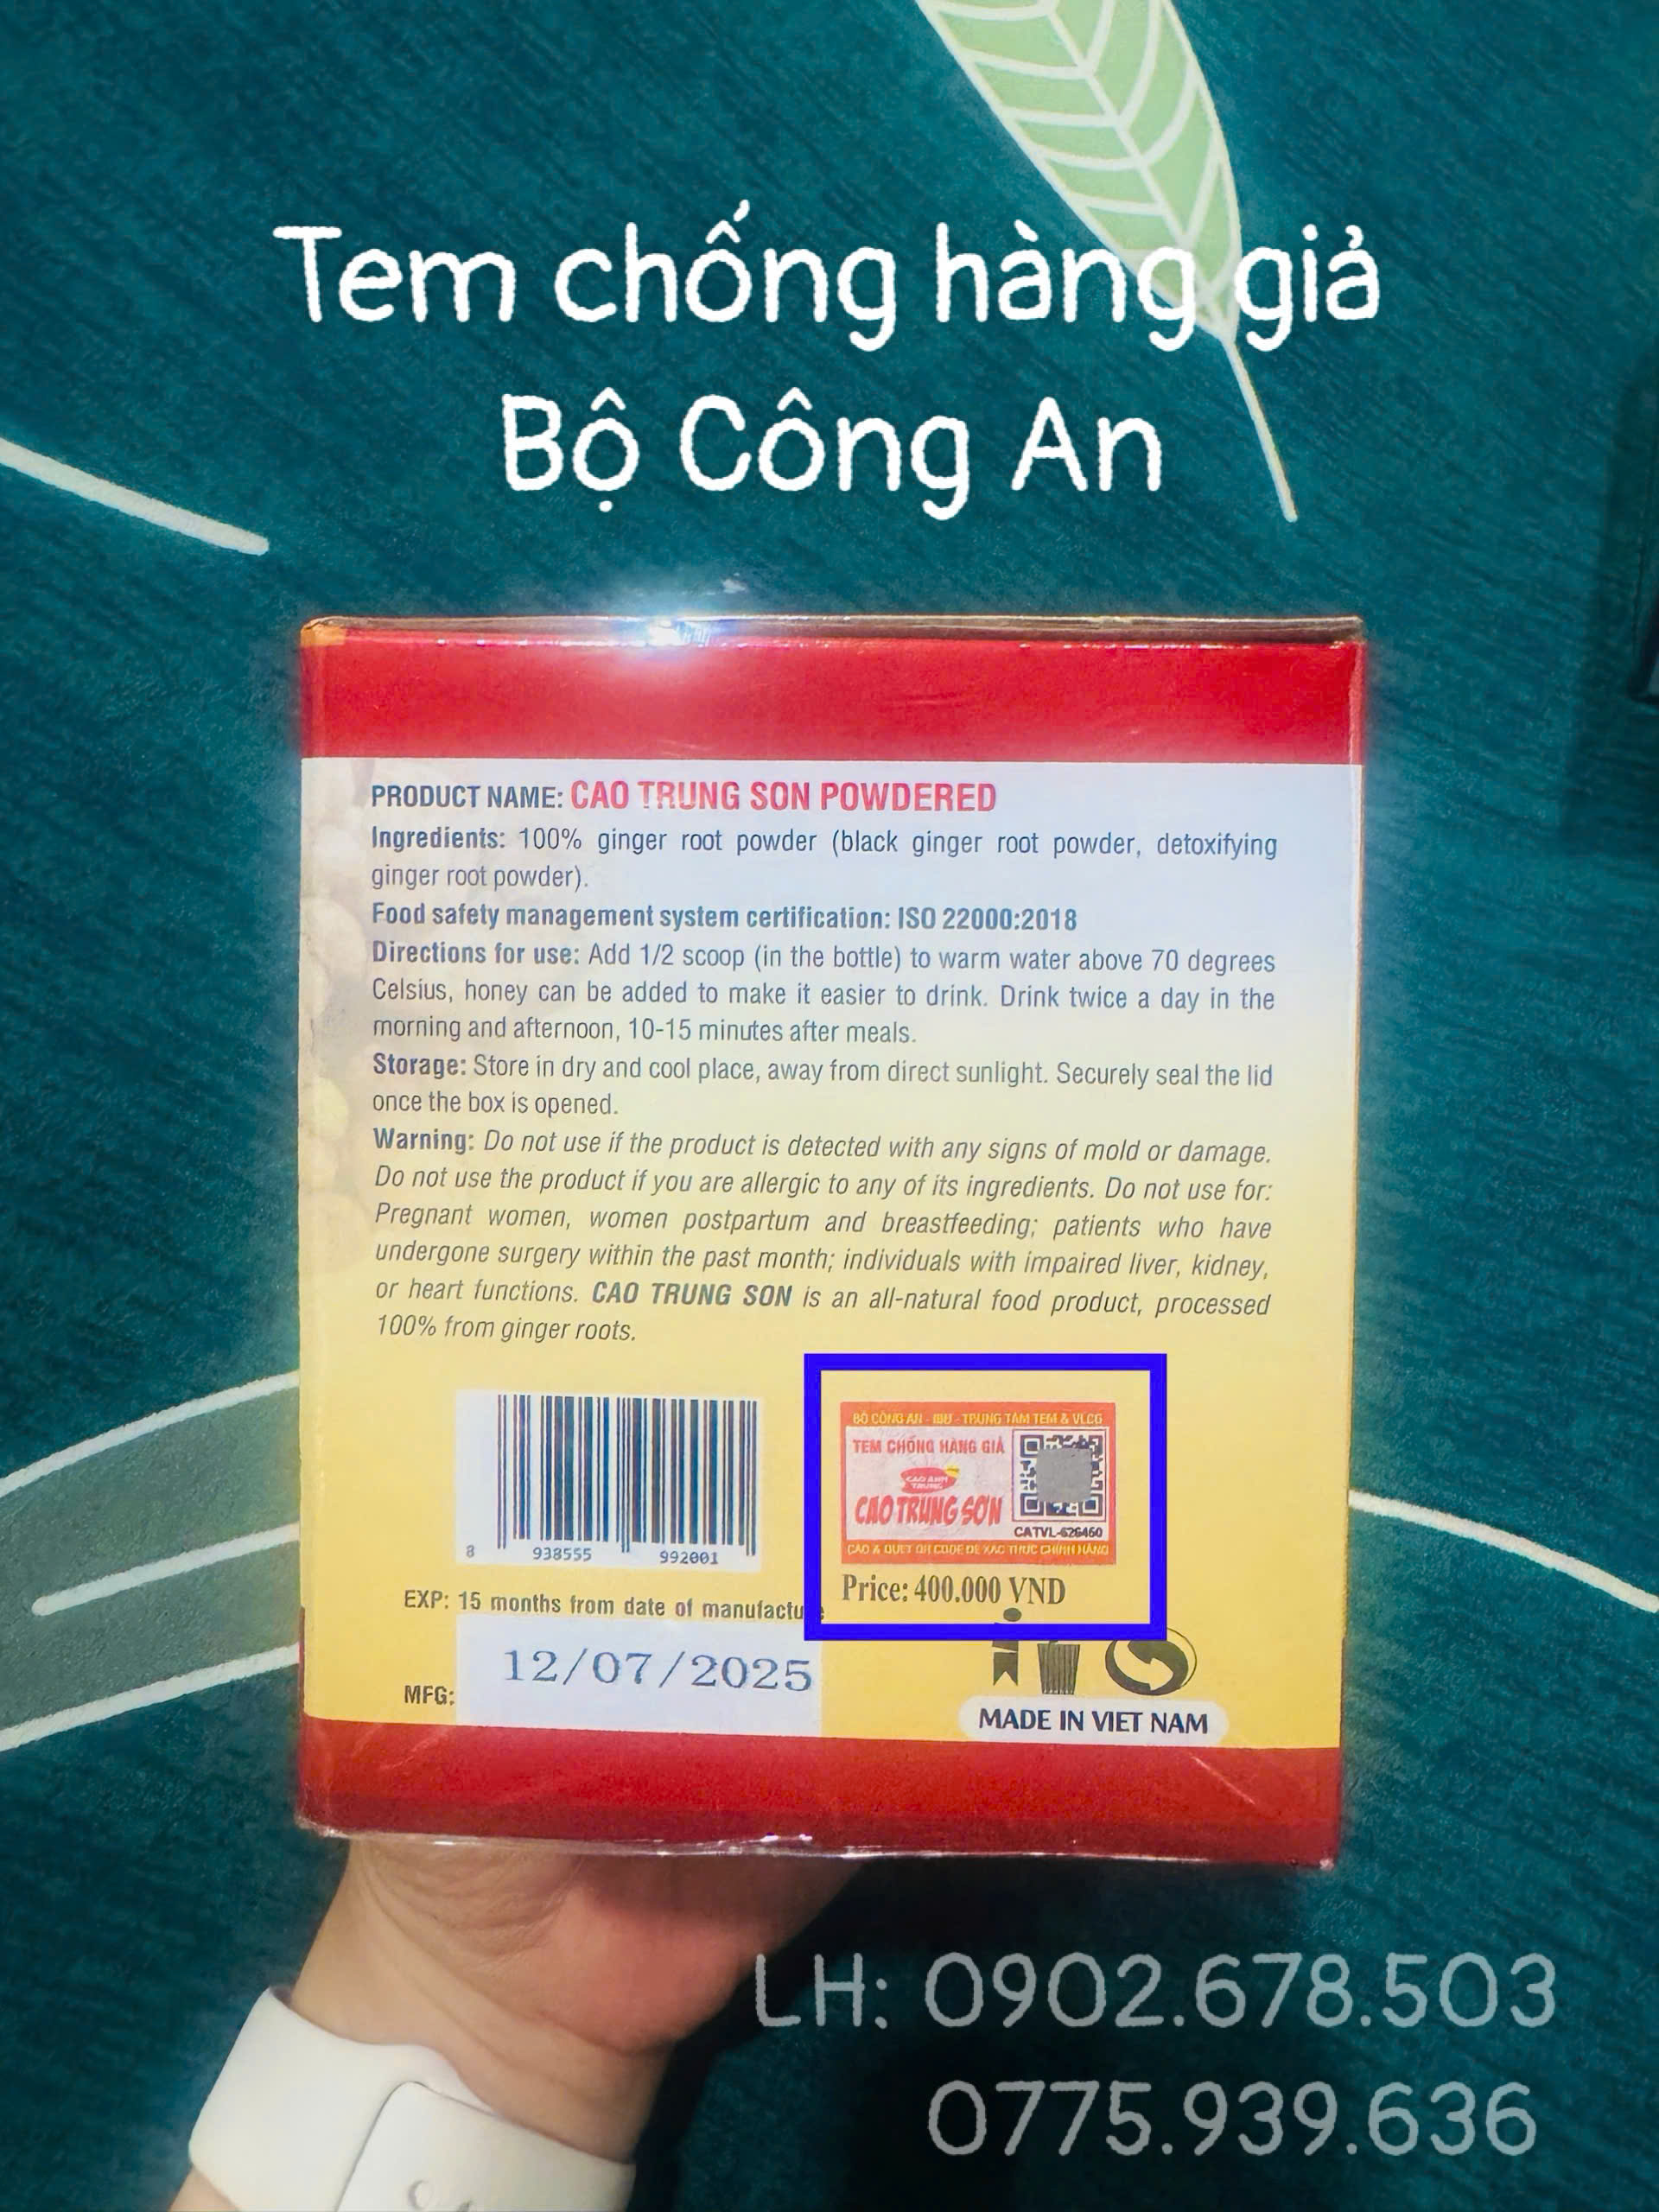 Tem chống hàng giả
Bộ Công An
PRODUCT NAME: CAO TRUNG SON POWDERED
Ingredients: 100% ginger root powder (black ginger root powder, detoxifying
ginger root powder).
Food safety management system certification: ISO 22000:2018
Directions for use: Add 1/2 scoop (in the bottle) to warm water above 70 degrees
Celsius, honey can be added to make it easier to drink. Drink twice a day in the
morning and afternoon, 10-15 minutes after meals.
Storage: Store in dry and cool place, away from direct sunlight. Securely seal the lid
once the box is opened.
Warning: Do not use if the product is detected with any signs of mold or damage.
Do not use the product if you are allergic to any of its ingredients. Do not use for:
Pregnant women, women postpartum and breastfeeding; patients who have
undergone surgery within the past month; individuals with impaired liver, kidney,
or heart functions. CAO TRUNG SON is an all-natural food product, processed
100% from ginger roots.
BỘ CÔNG AN - - TRUNG TÂM TEM & VLCG
TEM CHỐNG HÀNG GIẢ
CAO ANH
TRUNG
CAO TRUNG SƠN
CATVL-626460
CÀO & QUÉT QR CODE ĐỂ XÁC THỰC CHÍNH HÃNG
8 938555 992001
Price: 400.000 VND
EXP: 15 months from date of manufactu
MFG: 12/07/2025
MADE IN VIET NAM
LH: 0902.678.503
0775.939.636